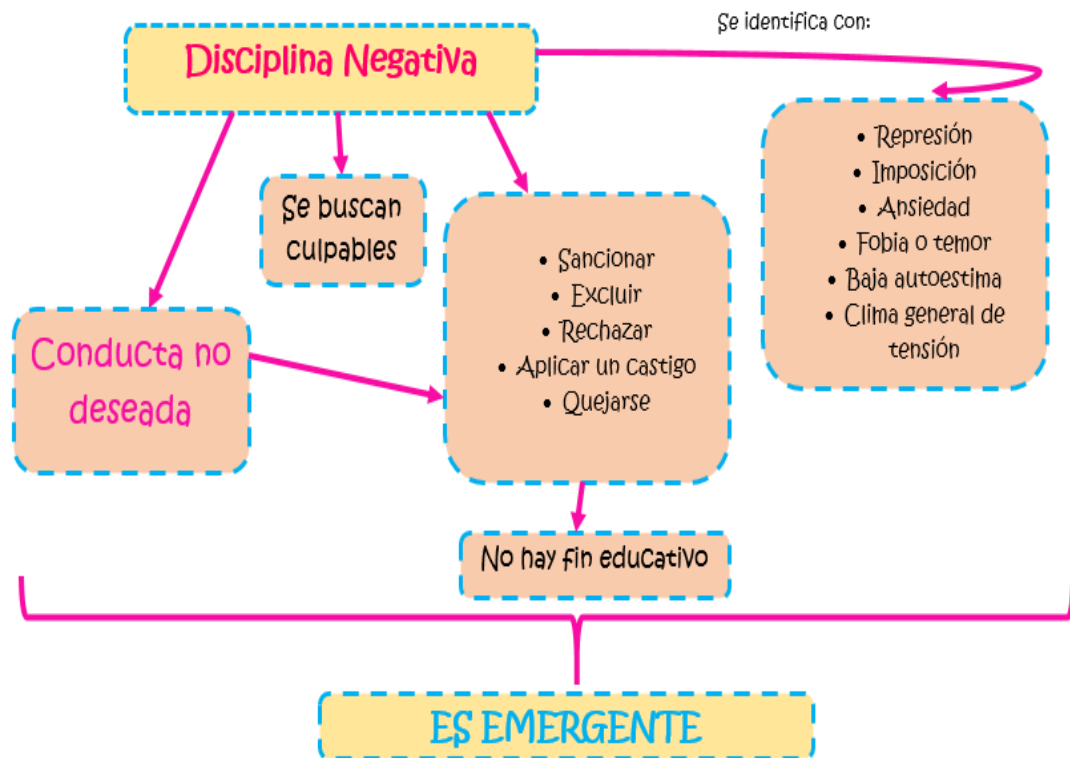 Se identifica con:
Disciplina Negativa
• Represión
• Imposición
• Ansiedad
• Fobia o temor
• Baja autoestima
• Clima general de
tensión
Se buscan
culpables
• Sancionar
• Excluir
• Rechazar
• Aplicar un castigo
• Quejarse
Conducta no
deseada
No hay fin educativo
ES EMERGENTE